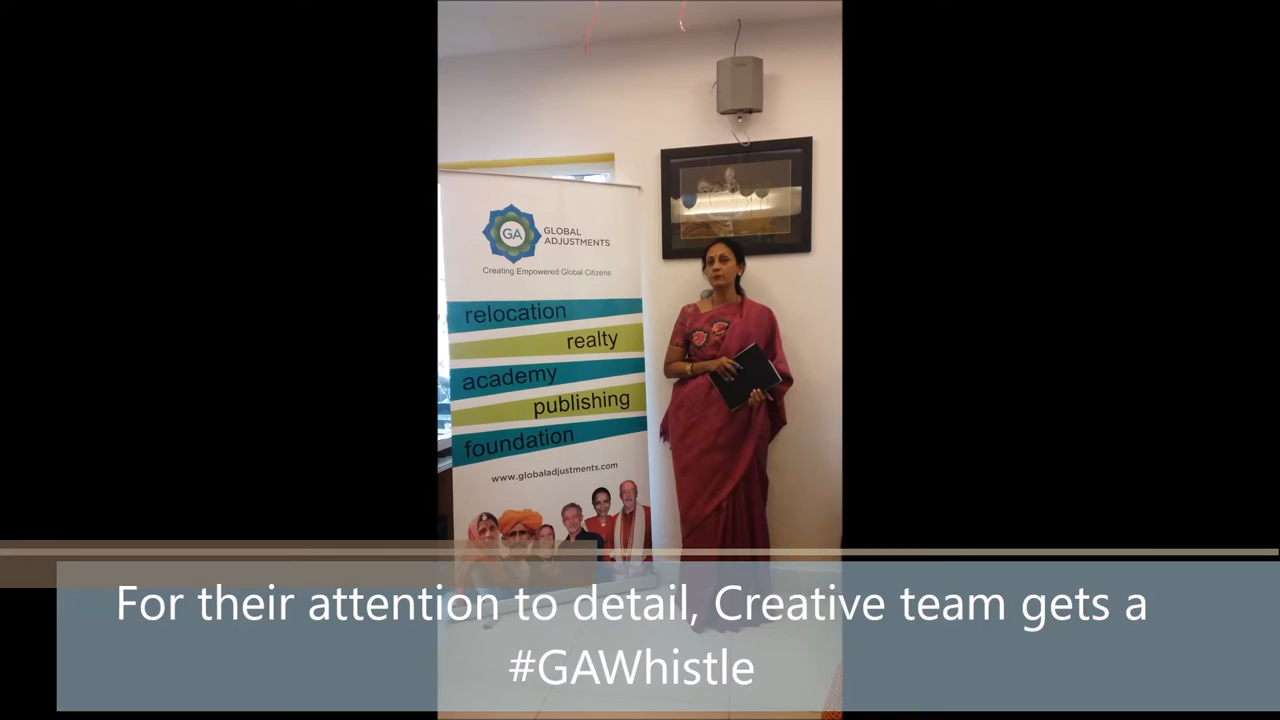 GA
GLOBAL
ADJUSTMENTS
Creating Empowered Global Citizens
relocation
realty
academy
publishing
foundation
www.globaladjustments.com
For their attention to detail, Creative team gets a
#GAWhistle